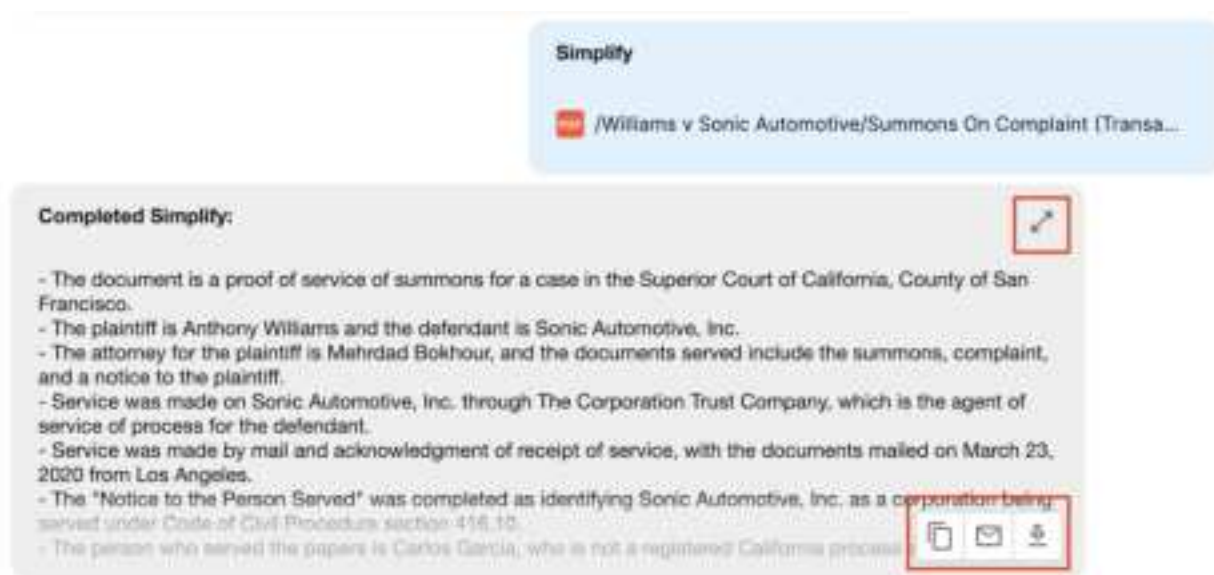 Simplify
/Williams v Sonic Automotive/Summons On Complaint (Transa...
Completed Simplify:
- The document is a proof of service of summons for a case in the Superior Court of California, County of San
Francisco.
- The plaintiff is Anthony Williams and the defendant is Sonic Automotive, Inc.
- The attorney for the plaintiff is Mehrdad Bokhour, and the documents served include the summons, complaint,
and a notice to the plaintiff.
- Service was made on Sonic Automotive, Inc. through The Corporation Trust Company, which is the agent of
service of process for the defendant.
- Service was made by mail and acknowledgment of receipt of service, with the documents mailed on March 23,
2020 from Los Angeles.
- The "Notice to the Person Served" was completed as identifying Sonic Automotive, Inc. as a corporation being
served under Code of Civil Procedure section 416.10.
- The person who served the papers is Carlos Garcia, who is not a registered California process